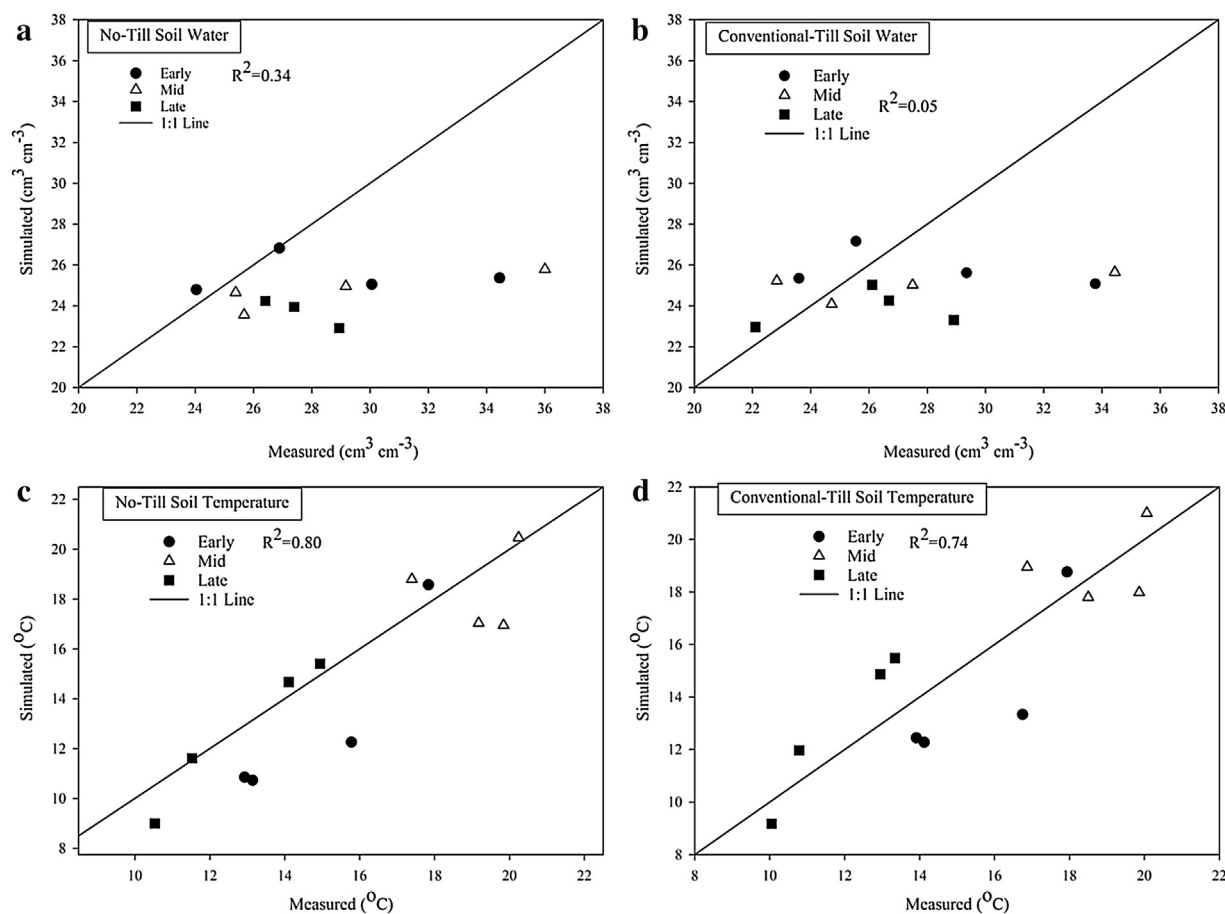 a
No-Till Soil Water
Early R²=0.34
Mid
Late
1:1 Line
38
36
34
32
30
28
26
24
22
20
Simulated (cm³ cm⁻³)
20 22 24 26 28 30 32 34 36 38
Measured (cm³ cm⁻³)
b
Conventional-Till Soil Water
Early
Mid
R²=0.05
Late
1:1 Line
38
36
34
32
30
28
26
24
22
20
Simulated (cm³ cm⁻³)
20 22 24 26 28 30 32 34 36 38
Measured (cm³ cm⁻³)
c
No-Till Soil Temperature
Early R²=0.80
Mid
Late
1:1 Line
22
20
18
16
14
12
10
8
Simulated (⁰C)
10 12 14 16 18 20 22
Measured (⁰C)
d
Conventional-Till Soil Temperature
Early R²=0.74
Mid
Late
1:1 Line
22
20
18
16
14
12
10
8
Simulated (⁰C)
8 10 12 14 16 18 20 22
Measured (⁰C)